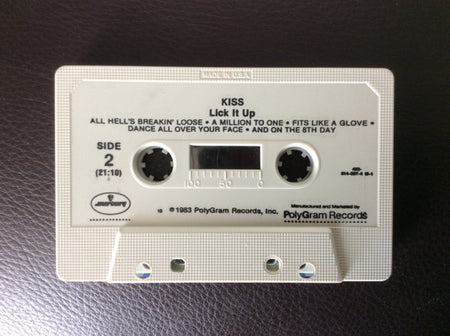 MADE IN U.S.A.
KISS
Lick It Up
ALL HELL'S BREAKIN' LOOSE • A MILLION TO ONE • FITS LIKE A GLOVE •
DANCE ALL OVER YOUR FACE • AND ON THE 8TH DAY
SIDE
2
(21:10)
100 50 0
mercury
℗ 1983 PolyGram Records, Inc.
Manufactured and Marketed by
PolyGram Records